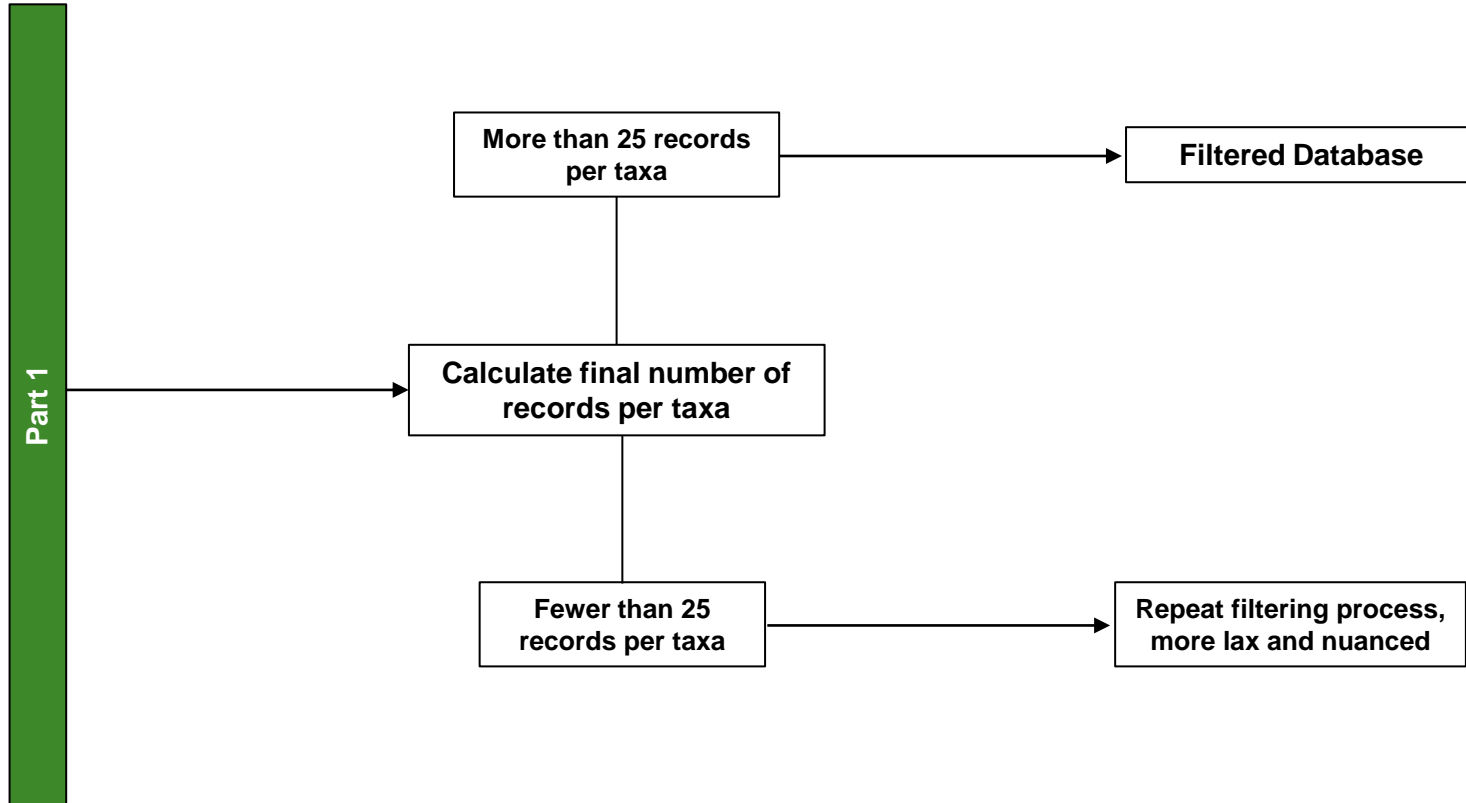 Part 1
More than 25 records
per taxa
Filtered Database
Calculate final number of
records per taxa
Fewer than 25
records per taxa
Repeat filtering process,
more lax and nuanced